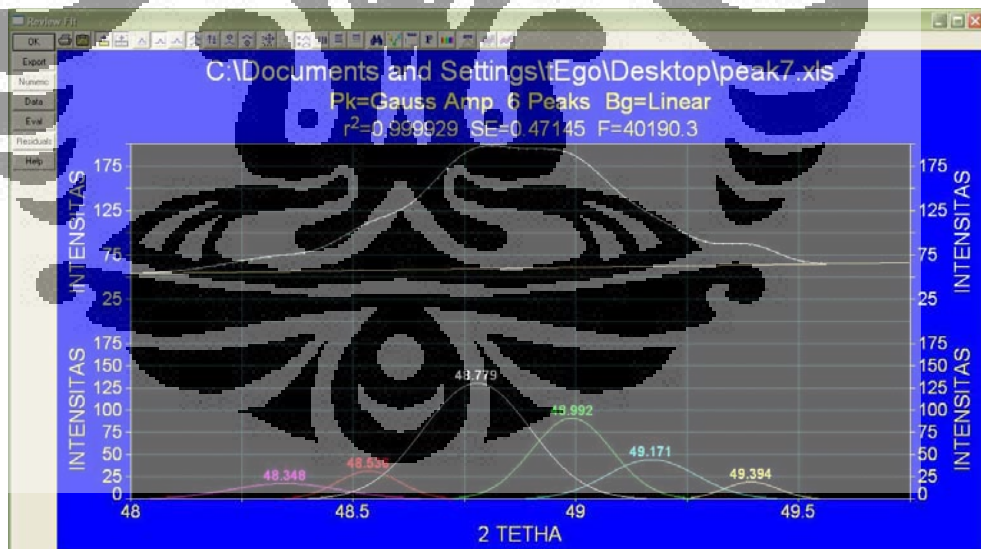 Review Fit
OK
Export
Numeric
Data
Eval
Residuals
Help
C:\Documents and Settings\tEgo\Desktop\peak7.xls
Pk=Gauss Amp 6 Peaks Bg=Linear
r²=0.999929 SE=0.47145 F=40190.3
INTENSITAS
175
125
75
25
175
125
75
25
INTENSITAS
INTENSITAS
175
150
125
100
75
50
25
0
48.348
48.536
48.779
48.992
49.171
49.394
175
150
125
100
75
50
25
0
INTENSITAS
48
48.5
49
49.5
2 TETHA